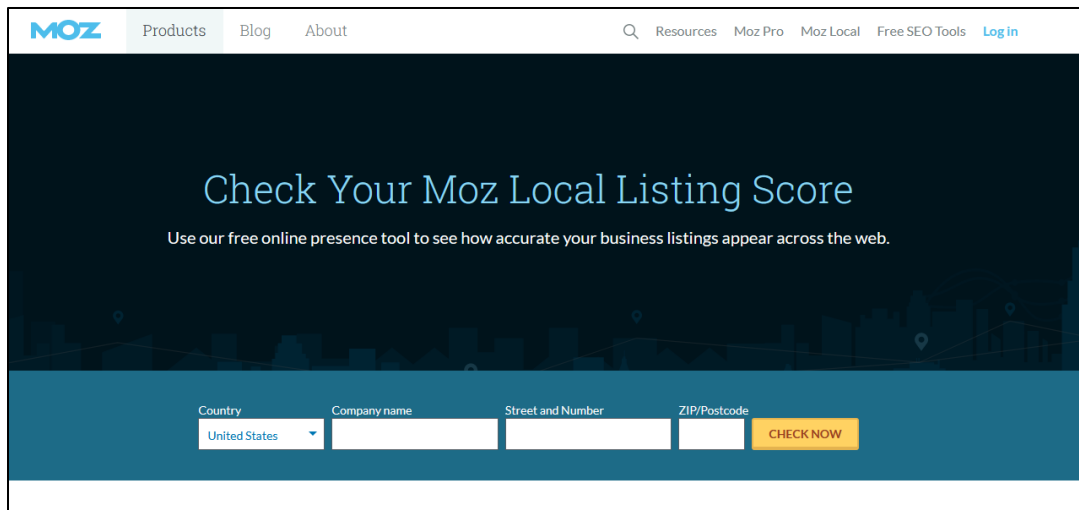 MOZ Products Blog About Resources Moz Pro Moz Local Free SEO Tools Log in
Check Your Moz Local Listing Score
Use our free online presence tool to see how accurate your business listings appear across the web.
Country Company name Street and Number ZIP/Postcode
United States CHECK NOW